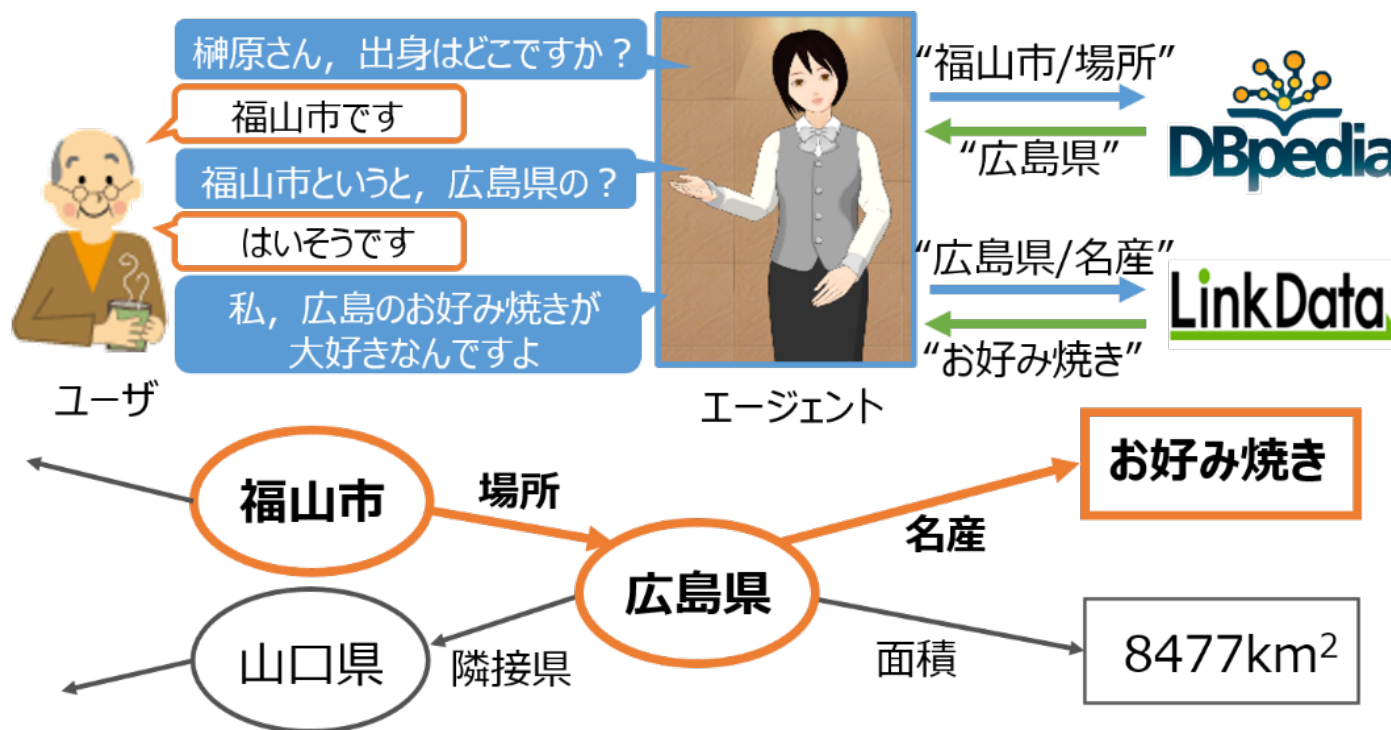 榊原さん，出身はどこですか？
福山市です
福山市というと，広島県の？
はいそうです
私，広島のお好み焼きが
大好きなんですよ
ユーザ
エージェント
“福山市/場所”
“広島県”
DBpedia
“広島県/名産”
LinkData
“お好み焼き”
福山市
場所
広島県
名産
お好み焼き
山口県
隣接県
面積
8477km²